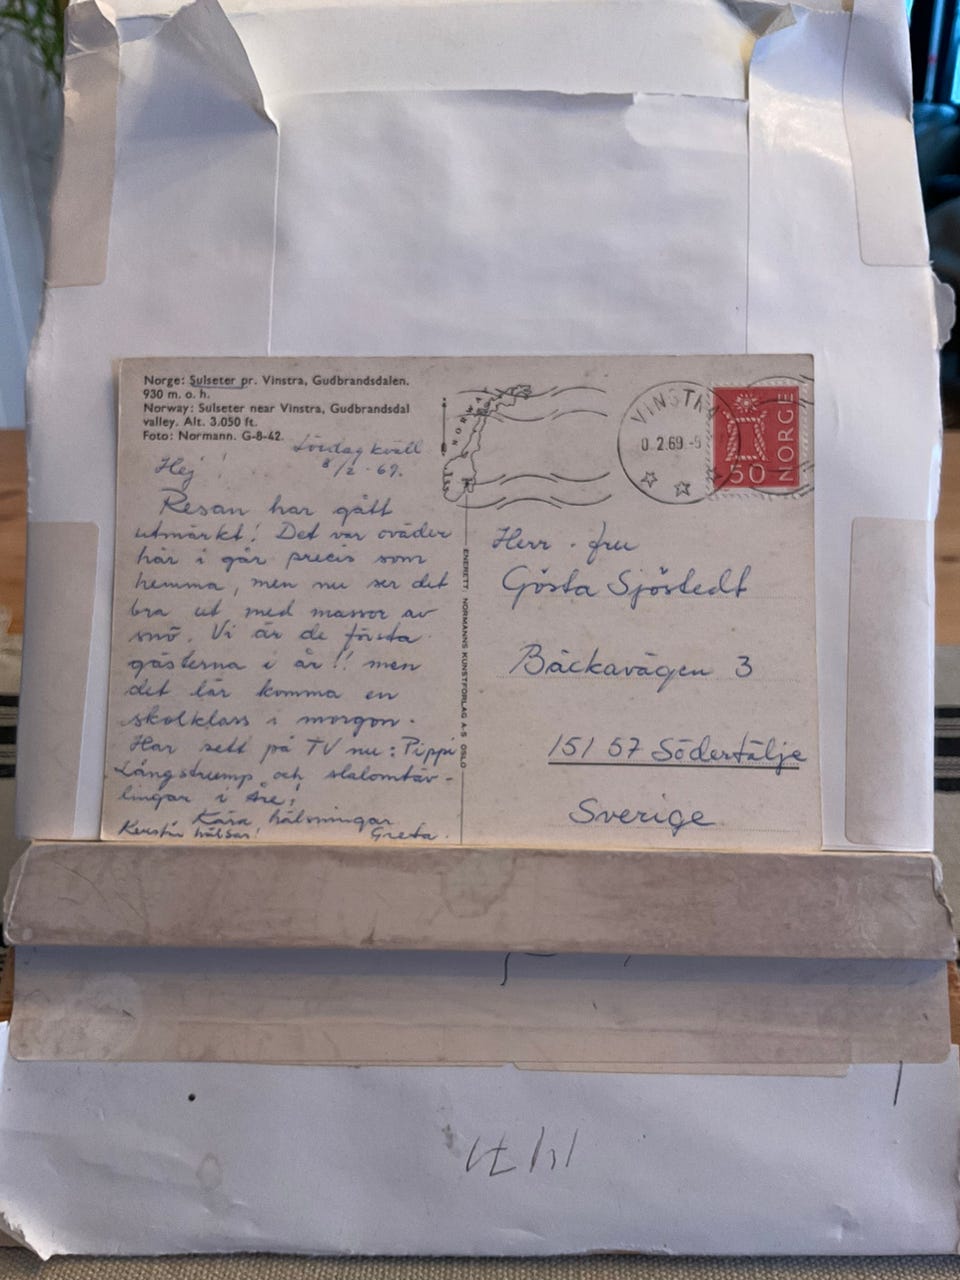 Norge: Sulseter pr. Vinstra, Gudbrandsdalen.
930 m. o. h.
Norway: Sulseter near Vinstra, Gudbrandsdal
valley. Alt. 3.050 ft.
Foto: Normann. G-8-42.
Lördag kväll
8/2 - 69.
Hej!
Resan har gått
utmärkt! Det var oväder
här i går precis som
hemma, men nu ser det
bra ut, med massor av
snö. Vi är de första
gästerna i år!! men
det lär komma en
skolklass i morgon.
Har sett på TV nu: Pippi
Långstrump och slalomtäv-
lingar i Åre!
Kära hälsningar
Kerstin hälsar! Greta.
ENERETT: NORMANNS KUNSTFORLAG A-S OSLO
NORWAY
VINSTRA
0. 2.69.-9
50 NORGE
Herr. fru
Gösta Sjöstedt
Bäckavägen 3
151 57 Södertälje
Sverige